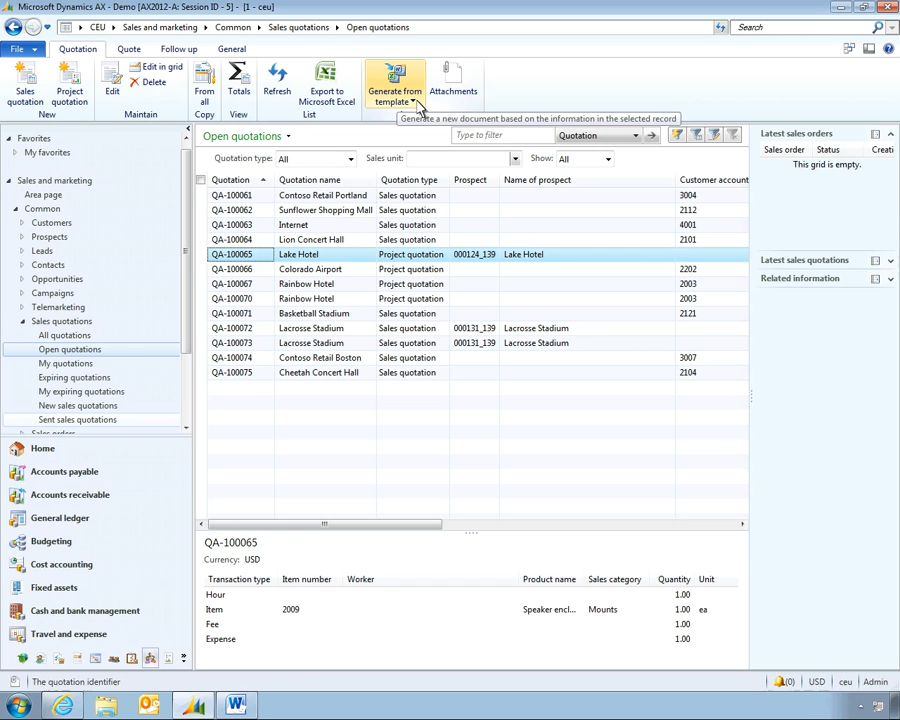 Microsoft Dynamics AX - Demo [AX2012-A: Session ID - 5] - [1 - ceu]
CEU Sales and marketing Common Sales quotations Open quotations
Search
File Quotation Quote Follow up General
Sales quotation
Project quotation
New
Edit
Edit in grid
Delete
Maintain
From all
Copy
Totals
View
Refresh
Export to Microsoft Excel
List
Generate from template
Attachments
Generate a new document based on the information in the selected record
Favorites
My favorites
Sales and marketing
Area page
Common
Customers
Prospects
Leads
Contacts
Opportunities
Campaigns
Telemarketing
Sales quotations
All quotations
Open quotations
My quotations
Expiring quotations
My expiring quotations
New sales quotations
Sent sales quotations
Sales orders
Home
Accounts payable
Accounts receivable
General ledger
Budgeting
Cost accounting
Fixed assets
Cash and bank management
Travel and expense
Open quotations
Type to filter
Quotation
Quotation type: All Sales unit: Show: All
Quotation Quotation name Quotation type Prospect Name of prospect Customer account
QA-100061 Contoso Retail Portland Sales quotation 3004
QA-100062 Sunflower Shopping Mall Sales quotation 2112
QA-100063 Internet Sales quotation 4001
QA-100064 Lion Concert Hall Sales quotation 2101
QA-100065 Lake Hotel Project quotation 000124_139 Lake Hotel
QA-100066 Colorado Airport Project quotation 2202
QA-100067 Rainbow Hotel Project quotation 2003
QA-100070 Rainbow Hotel Project quotation 2003
QA-100071 Basketball Stadium Sales quotation 2121
QA-100072 Lacrosse Stadium Sales quotation 000131_139 Lacrosse Stadium
QA-100073 Lacrosse Stadium Sales quotation 000131_139 Lacrosse Stadium
QA-100074 Contoso Retail Boston Sales quotation 3007
QA-100075 Cheetah Concert Hall Sales quotation 2104
QA-100065
Currency: USD
Transaction type Item number Worker Product name Sales category Quantity Unit
Hour 1.00
Item 2009 Speaker encl... Mounts 1.00 ea
Fee 1.00
Expense 1.00
Latest sales orders
Sales order Status Creati
This grid is empty.
Latest sales quotations
Related information
The quotation identifier
(0) USD ceu Admin